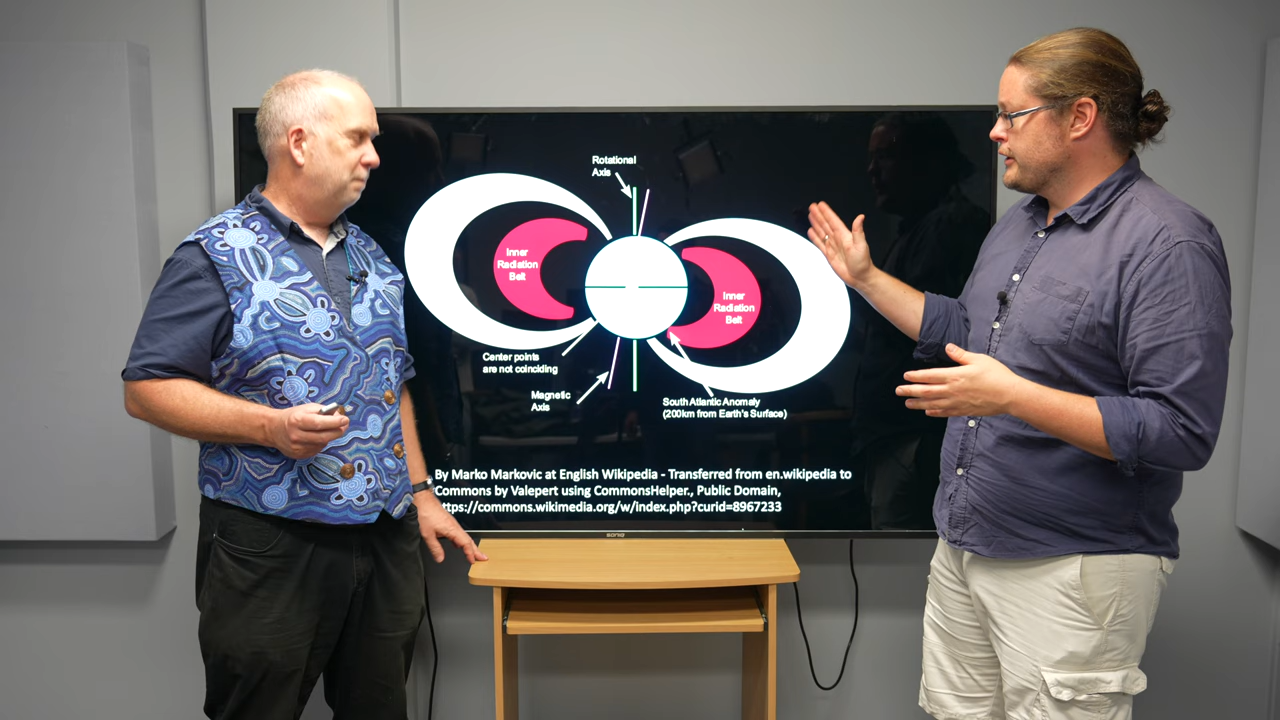 Rotational
Axis
Inner
Radiation
Belt
Inner
Radiation
Belt
Center points
are not coinciding
Magnetic
Axis
South Atlantic Anomaly
(200km from Earth's Surface)
By Marko Markovic at English Wikipedia - Transferred from en.wikipedia to
Commons by Valepert using CommonsHelper., Public Domain,
ttps://commons.wikimedia.org/w/index.php?curid=8967233
SONIQ